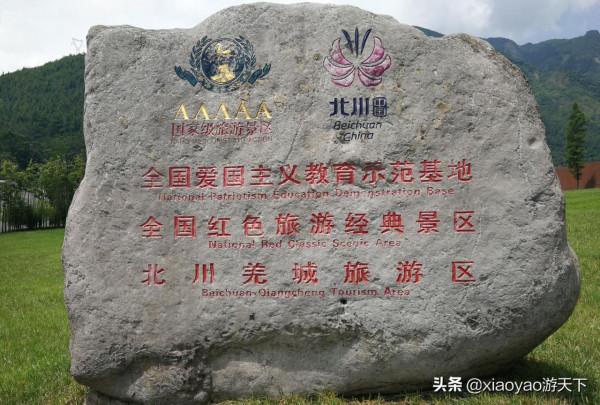 AAAAA
国家级旅游景区
北川
Beichuan
China
全国爱国主义教育示范基地
National Patriotism Education Demonstration Base
全国红色旅游经典景区
National Red Classic Scenic Area
北川羌城旅游区
Beichuan Qiangcheng Tourism Area
头条 @xiaoyao游天下